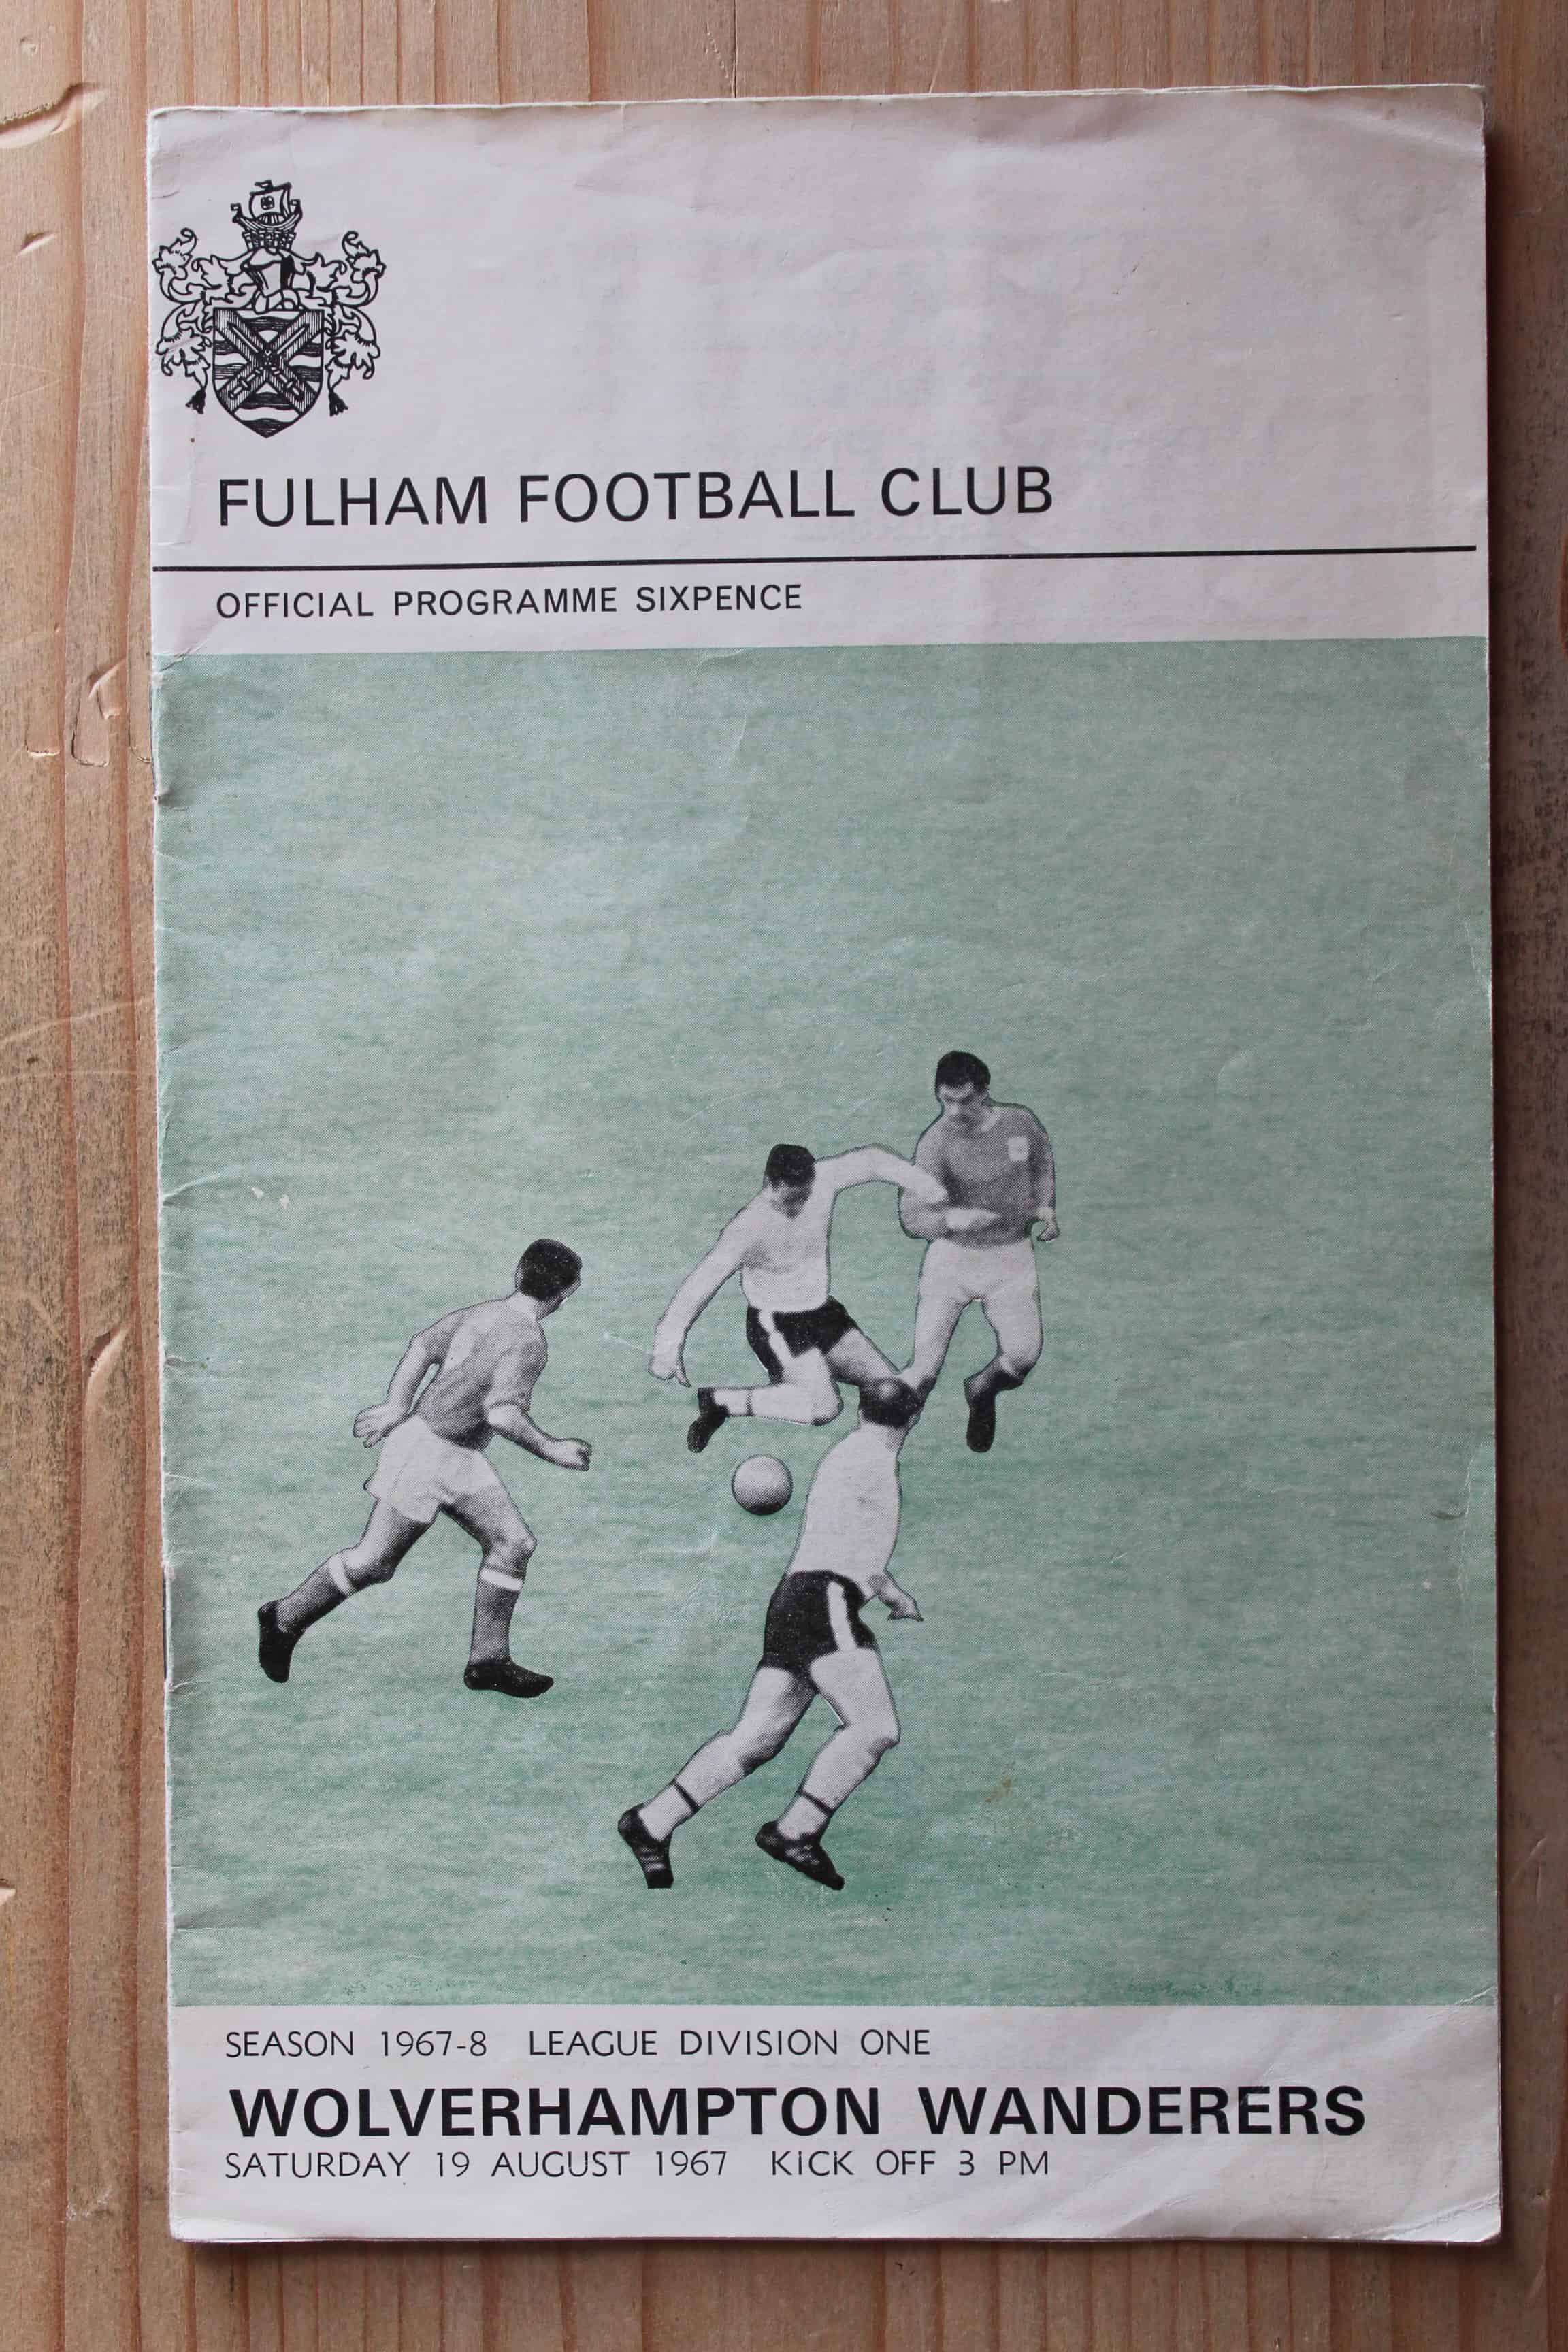 FULHAM FOOTBALL CLUB
OFFICIAL PROGRAMME SIXPENCE
SEASON 1967-8 LEAGUE DIVISION ONE
WOLVERHAMPTON WANDERERS
SATURDAY 19 AUGUST 1967 KICK OFF 3 PM